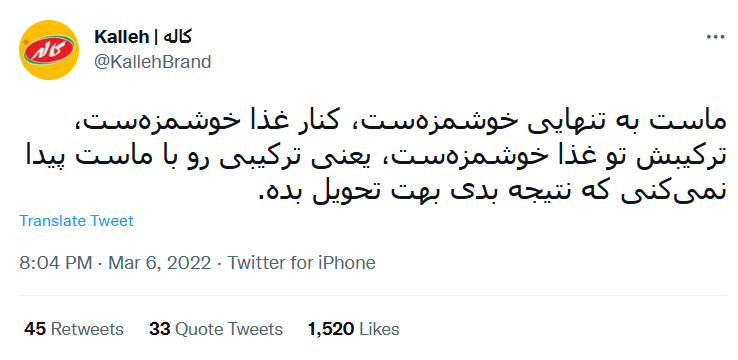 Kalleh | کاله
@KallehBrand
کاله
ماست به تنهایی خوشمزه‌ست، کنار غذا خوشمزه‌ست،
ترکیبش تو غذا خوشمزه‌ست، یعنی ترکیبی رو با ماست پیدا
نمی‌کنی که نتیجه بدی بهت تحویل بده.
Translate Tweet
8:04 PM · Mar 6, 2022 · Twitter for iPhone
45 Retweets 33 Quote Tweets 1,520 Likes